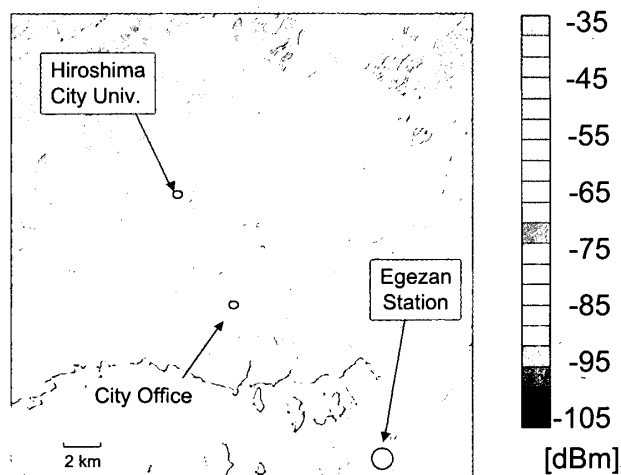 Hiroshima
City Univ.
Egezan
Station
City Office
2 km
-35
-45
-55
-65
-75
-85
-95
-105
[dBm]